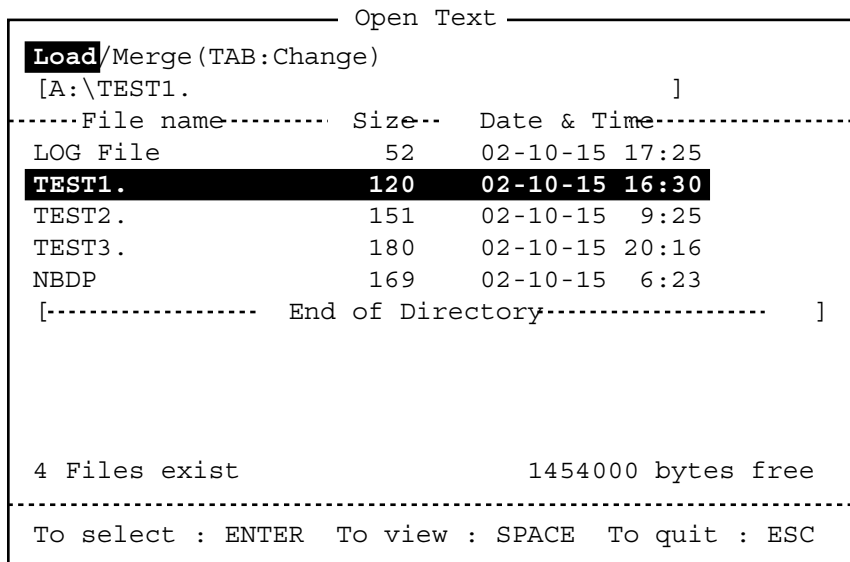 Open Text
Load/Merge(TAB:Change)
[A:\TEST1. ]
File name Size Date & Time
LOG File 52 02-10-15 17:25
TEST1. 120 02-10-15 16:30
TEST2. 151 02-10-15 9:25
TEST3. 180 02-10-15 20:16
NBDP 169 02-10-15 6:23
[------------------- End of Directory--------------------- ]
4 Files exist 1454000 bytes free
To select : ENTER To view : SPACE To quit : ESC